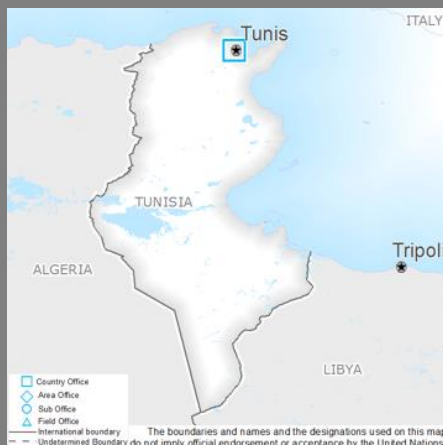 ITALY
Tunis
TUNISIA
Tripoli
ALGERIA
LIBYA
Country Office
Area Office
Sub Office
Field Office
International boundary
Undetermined Boundary
The boundaries and names and the designations used on this map
do not imply official endorsement or acceptance by the United Nations.